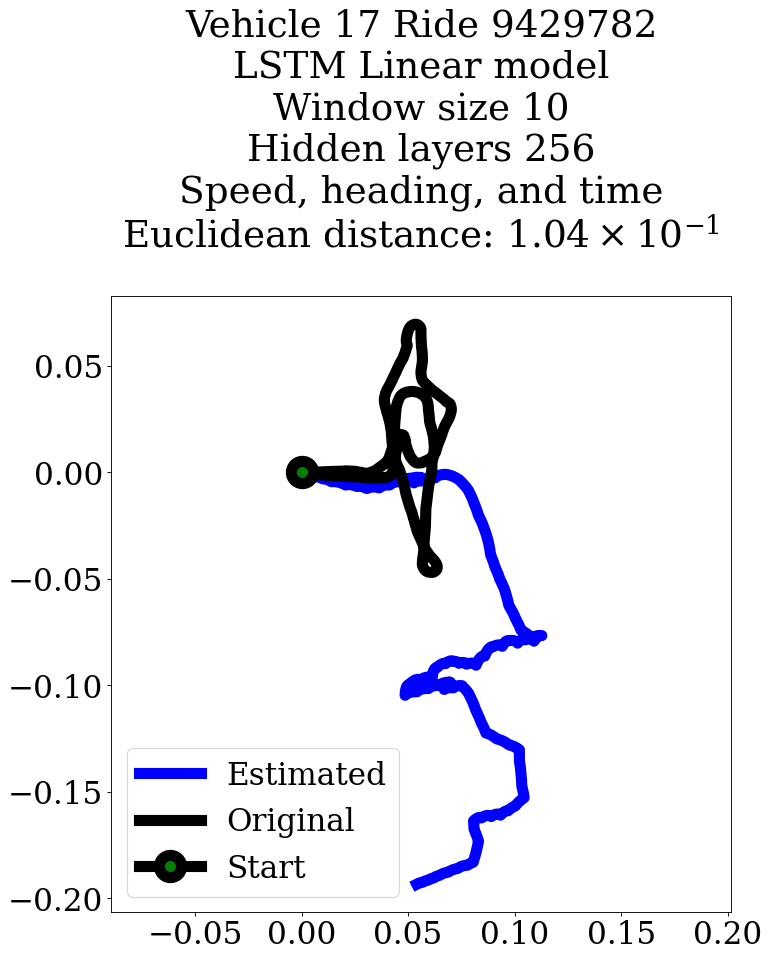 Vehicle 17 Ride 9429782
LSTM Linear model
Window size 10
Hidden layers 256
Speed, heading, and time
Euclidean distance: 1.04 × 10⁻¹
0.05
0.00
−0.05
−0.10
−0.15
−0.20
Estimated
Original
Start
−0.05 0.00 0.05 0.10 0.15 0.20